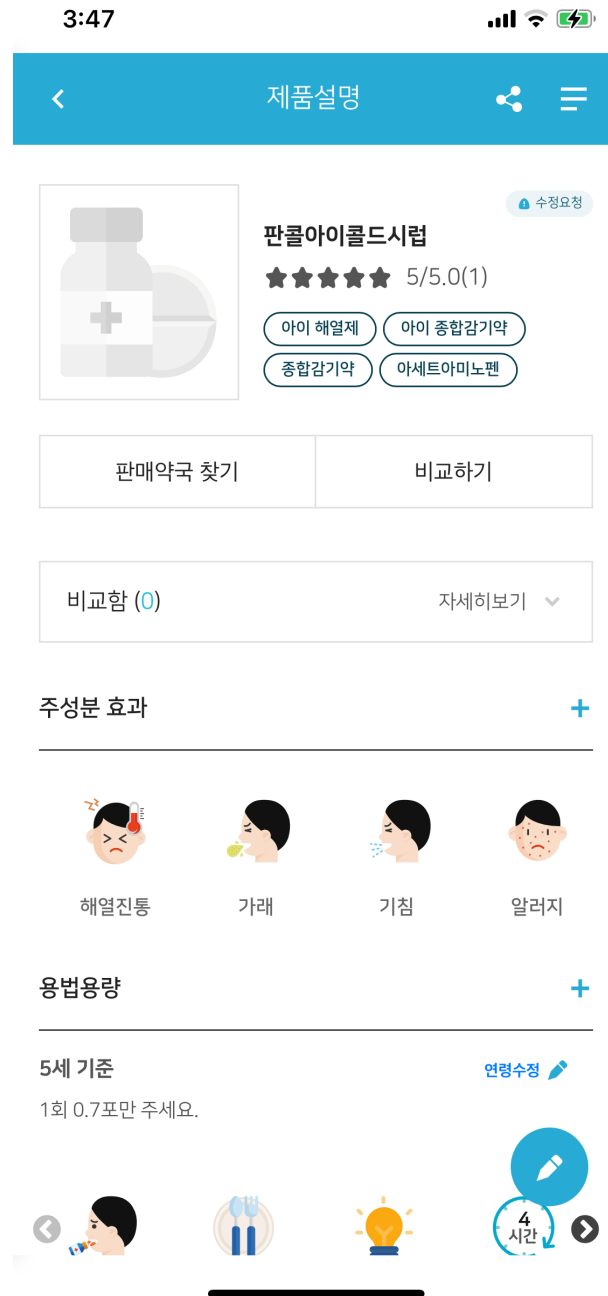 3:47
제품설명
수정요청
판콜아이콜드시럽
5/5.0(1)
아이 해열제 아이 종합감기약
종합감기약 아세트아미노펜
판매약국 찾기 비교하기
비교함 (0) 자세히보기
주성분 효과
해열진통 가래 기침 알러지
용법용량
5세 기준 연령수정
1회 0.7포만 주세요.
4
시간